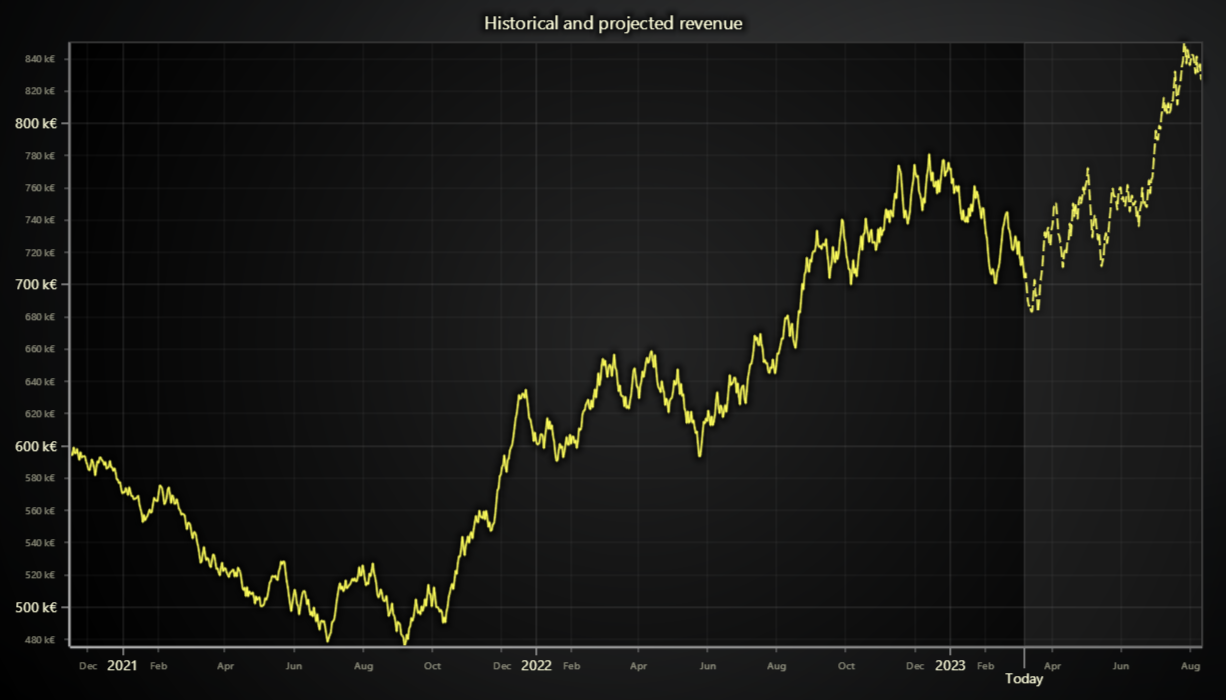 Historical and projected revenue
840 k€
820 k€
800 k€
780 k€
760 k€
740 k€
720 k€
700 k€
680 k€
660 k€
640 k€
620 k€
600 k€
580 k€
560 k€
540 k€
520 k€
500 k€
480 k€
Dec 2021 Feb Apr Jun Aug Oct Dec 2022 Feb Apr Jun Aug Oct Dec 2023 Feb Apr Jun Aug
Today